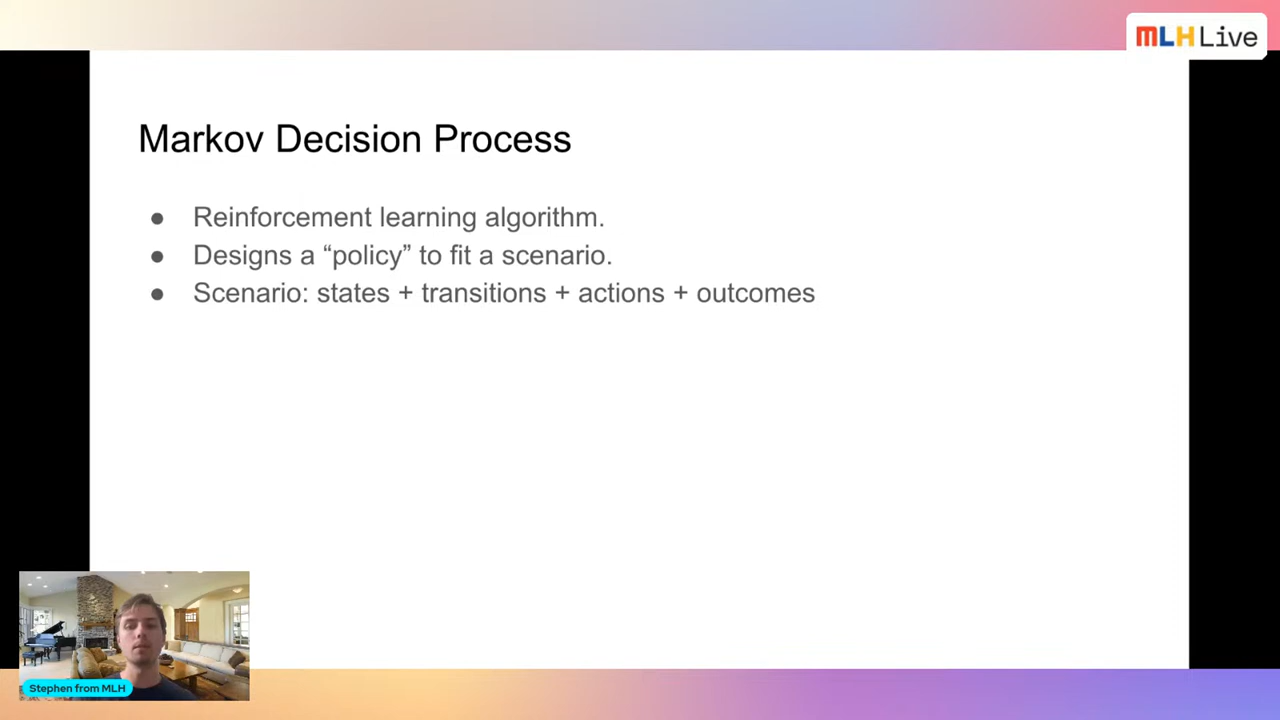 MLH Live
Markov Decision Process
● Reinforcement learning algorithm.
● Designs a “policy” to fit a scenario.
● Scenario: states + transitions + actions + outcomes
Stephen from MLH